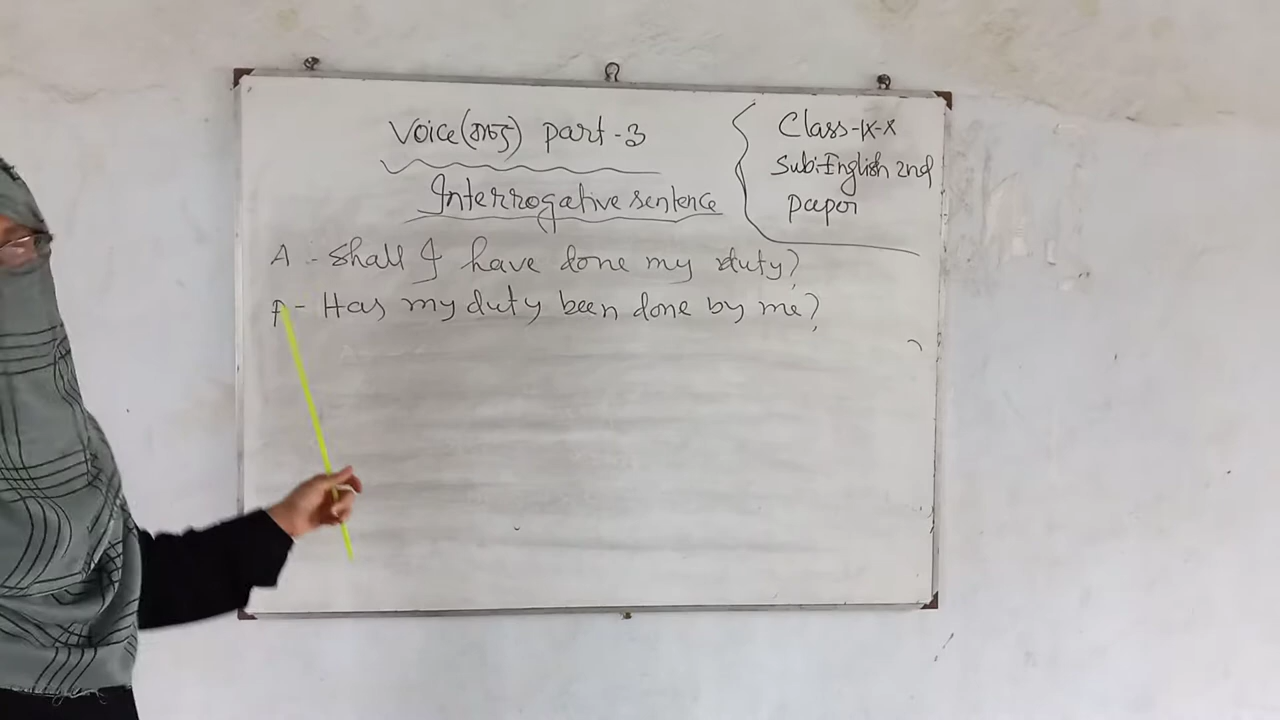 Voice (বাচ্য) part-3
Interrogative sentence
Class-IX-X
Sub:English 2nd
paper
A :- Shall I have done my duty?
P :- Has my duty been done by me?